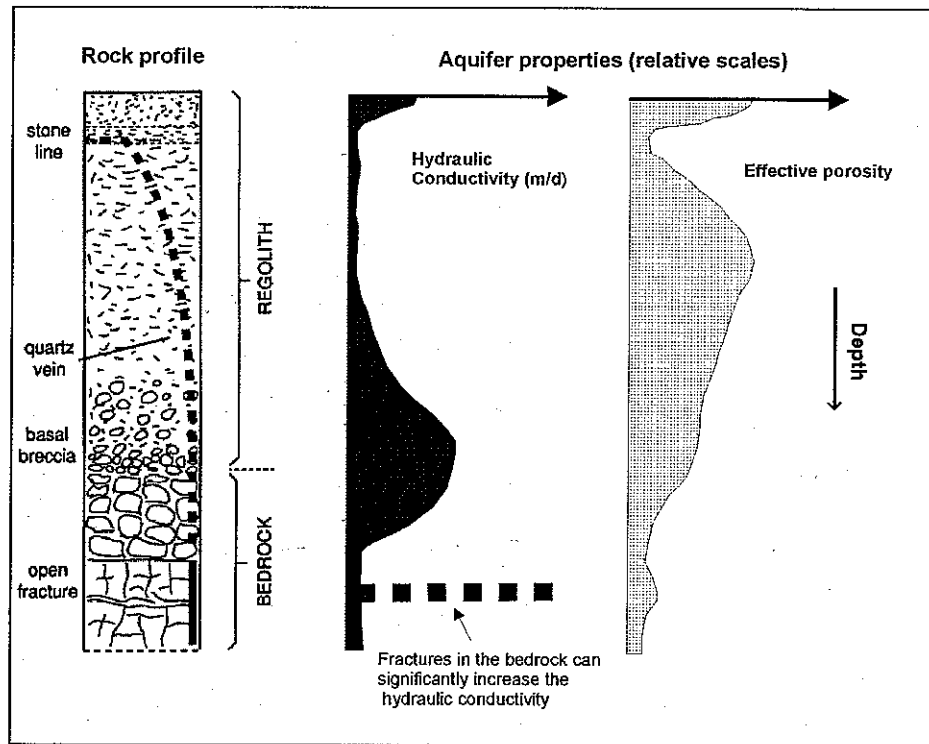 Rock profile
Aquifer properties (relative scales)
stone
line
Hydraulic
Conductivity (m/d)
Effective porosity
REGOLITH
Depth
quartz
vein
basal
breccia
BEDROCK
open
fracture
Fractures in the bedrock can
significantly increase the
hydraulic conductivity